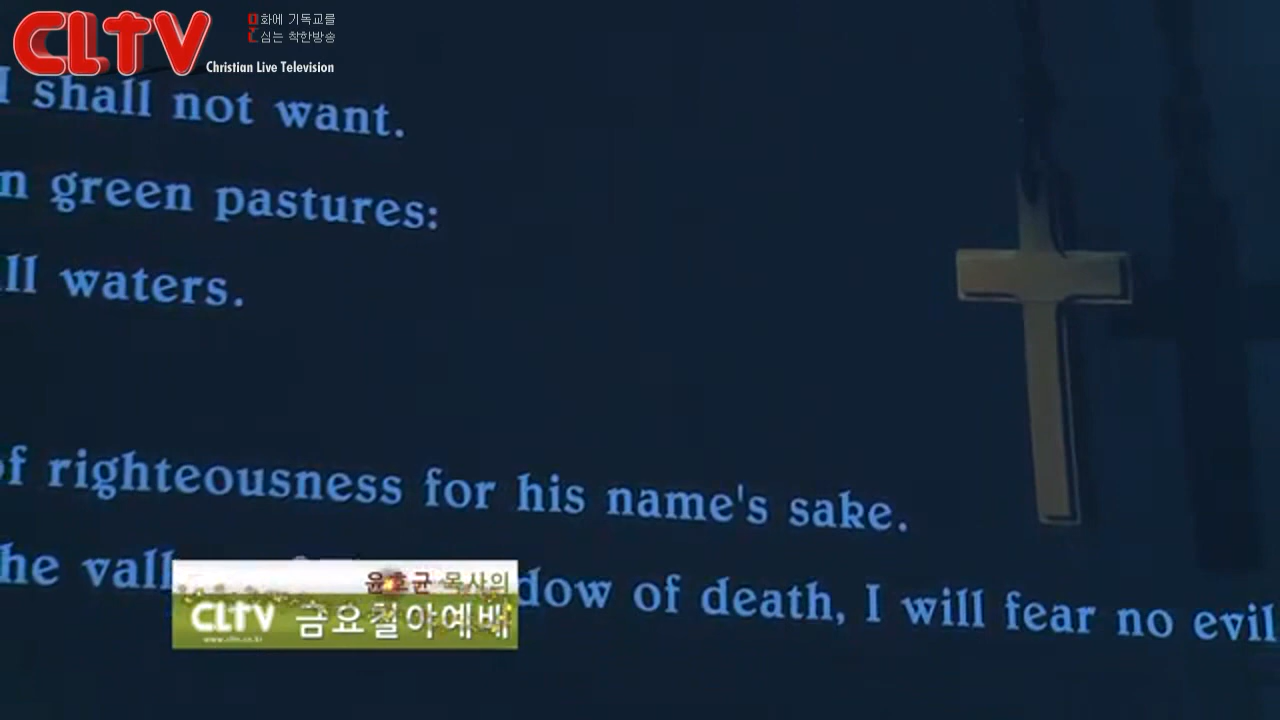 CLTV
문화에 기독교를
심는 착한방송
Christian Live Television
I shall not want.
n green pastures:
ll waters.
of righteousness for his name's sake.
he vall dow of death, I will fear no evil
윤호균 목사의
CLTV 금요철야예배